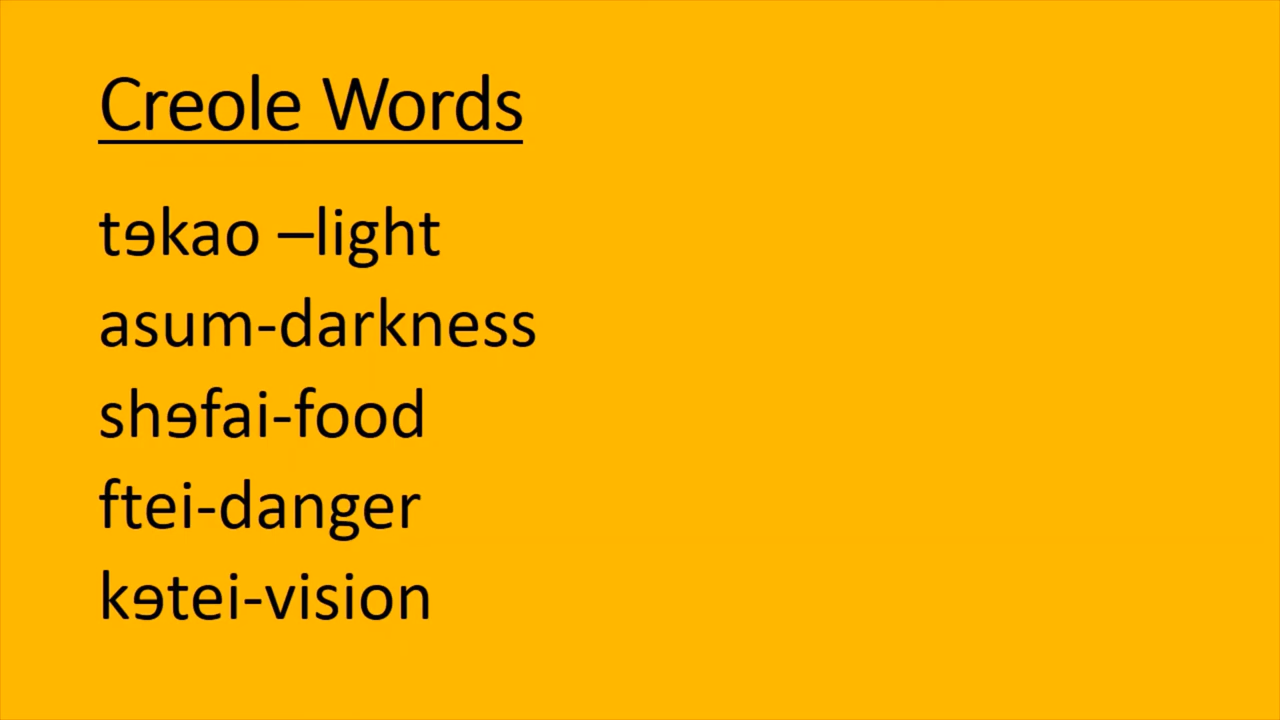 Creole Words
tɘkao –light
asum-darkness
shɘfai-food
ftei-danger
kɘtei-vision